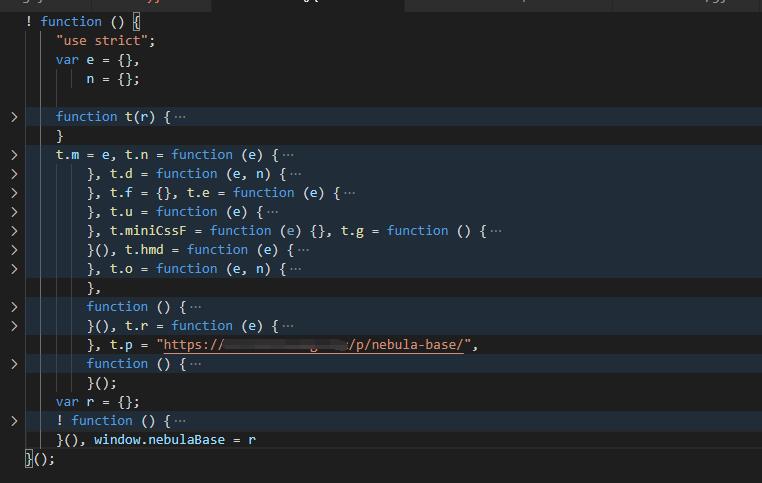 ! function () {
"use strict";
var e = {},
n = {};
function t(r) {···
}
t.m = e, t.n = function (e) {···
}, t.d = function (e, n) {···
}, t.f = {}, t.e = function (e) {···
}, t.u = function (e) {···
}, t.miniCssF = function (e) {}, t.g = function () {···
}(), t.hmd = function (e) {···
}, t.o = function (e, n) {···
},
function () {···
}(), t.r = function (e) {···
}, t.p = "https:///p/nebula-base/",
function () {···
}();
var r = {};
! function () {···
}(), window.nebulaBase = r
}();